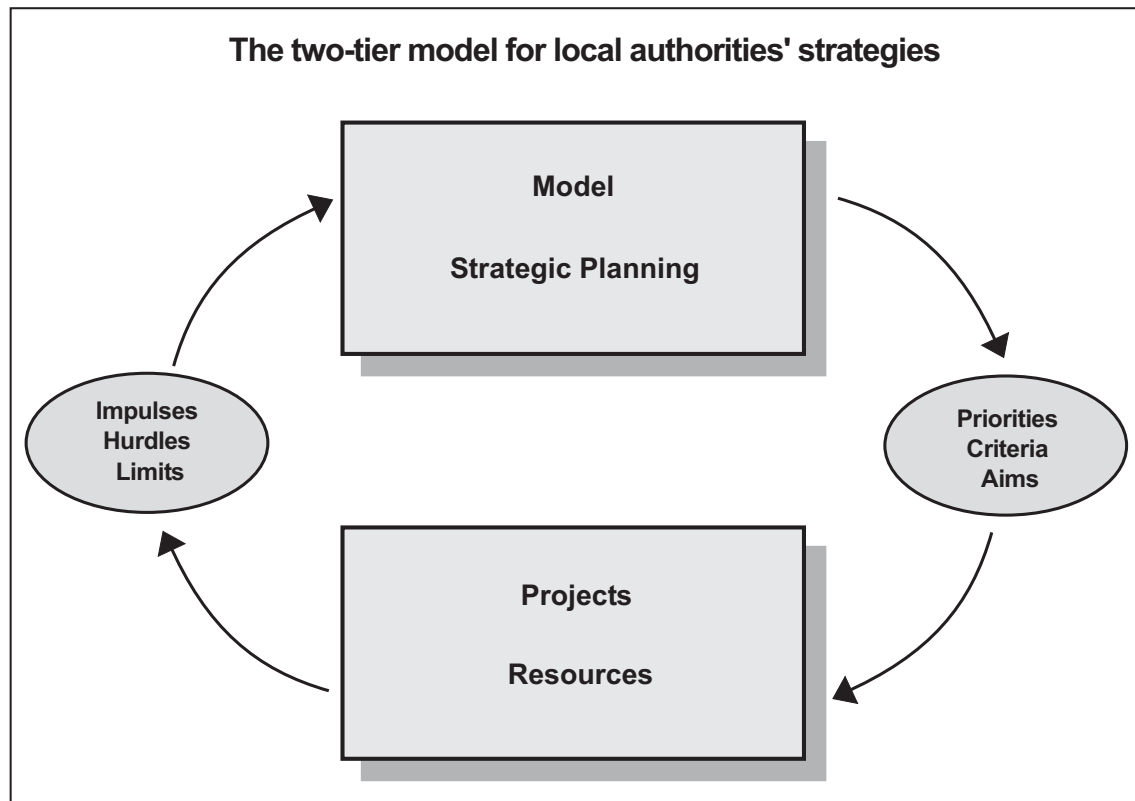 The two-tier model for local authorities' strategies
Model
Strategic Planning
Impulses
Hurdles
Limits
Priorities
Criteria
Aims
Projects
Resources